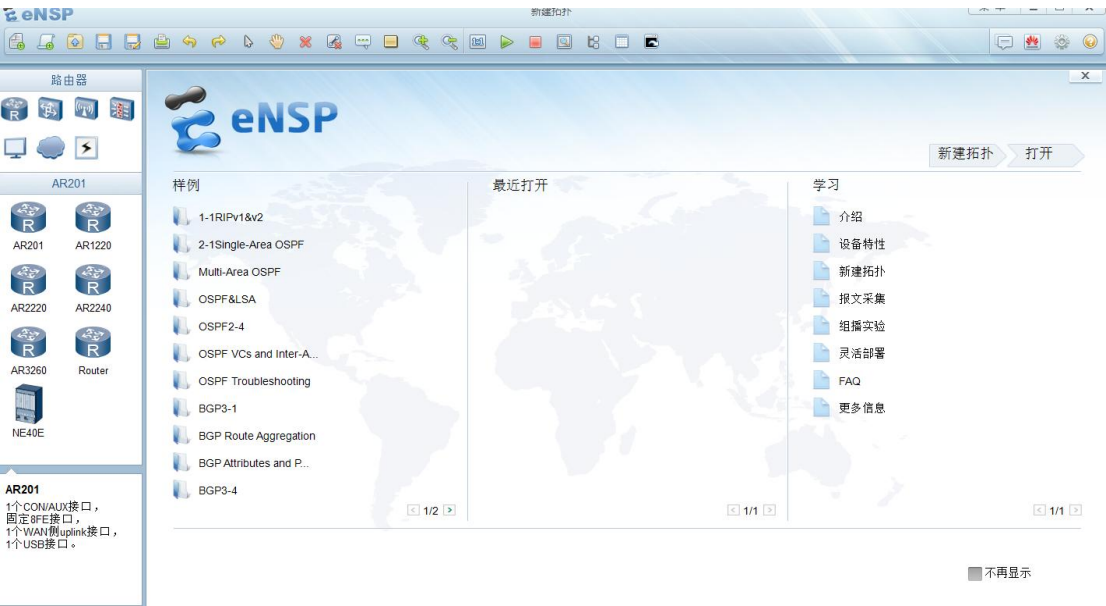 eNSP
新建拓扑
路由器
AR201
AR201 AR1220
AR2220 AR2240
AR3260 Router
NE40E
AR201
1个CON/AUX接口，
固定8FE接口，
1个WAN侧uplink接口，
1个USB接口。
eNSP
新建拓扑 打开
样例
1-1RIPv1&v2
2-1Single-Area OSPF
Multi-Area OSPF
OSPF&LSA
OSPF2-4
OSPF VCs and Inter-A...
OSPF Troubleshooting
BGP3-1
BGP Route Aggregation
BGP Attributes and P...
BGP3-4
1/2
最近打开
1/1
学习
介绍
设备特性
新建拓扑
报文采集
组播实验
灵活部署
FAQ
更多信息
1/1
不再显示